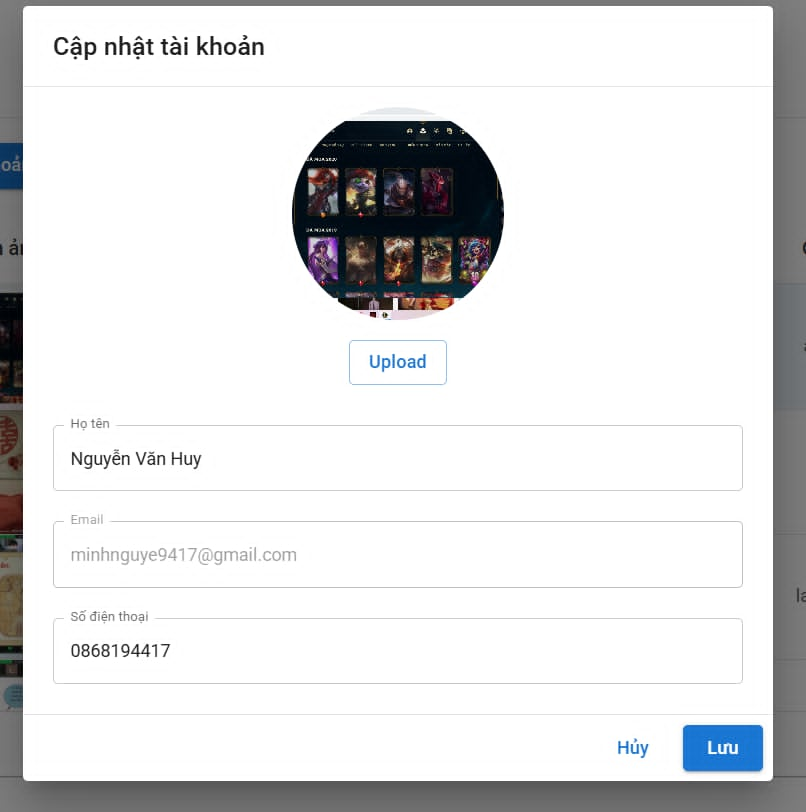 Cập nhật tài khoản
Upload
Họ tên
Nguyễn Văn Huy
Email
minhnguye9417@gmail.com
Số điện thoại
0868194417
Hủy
Lưu